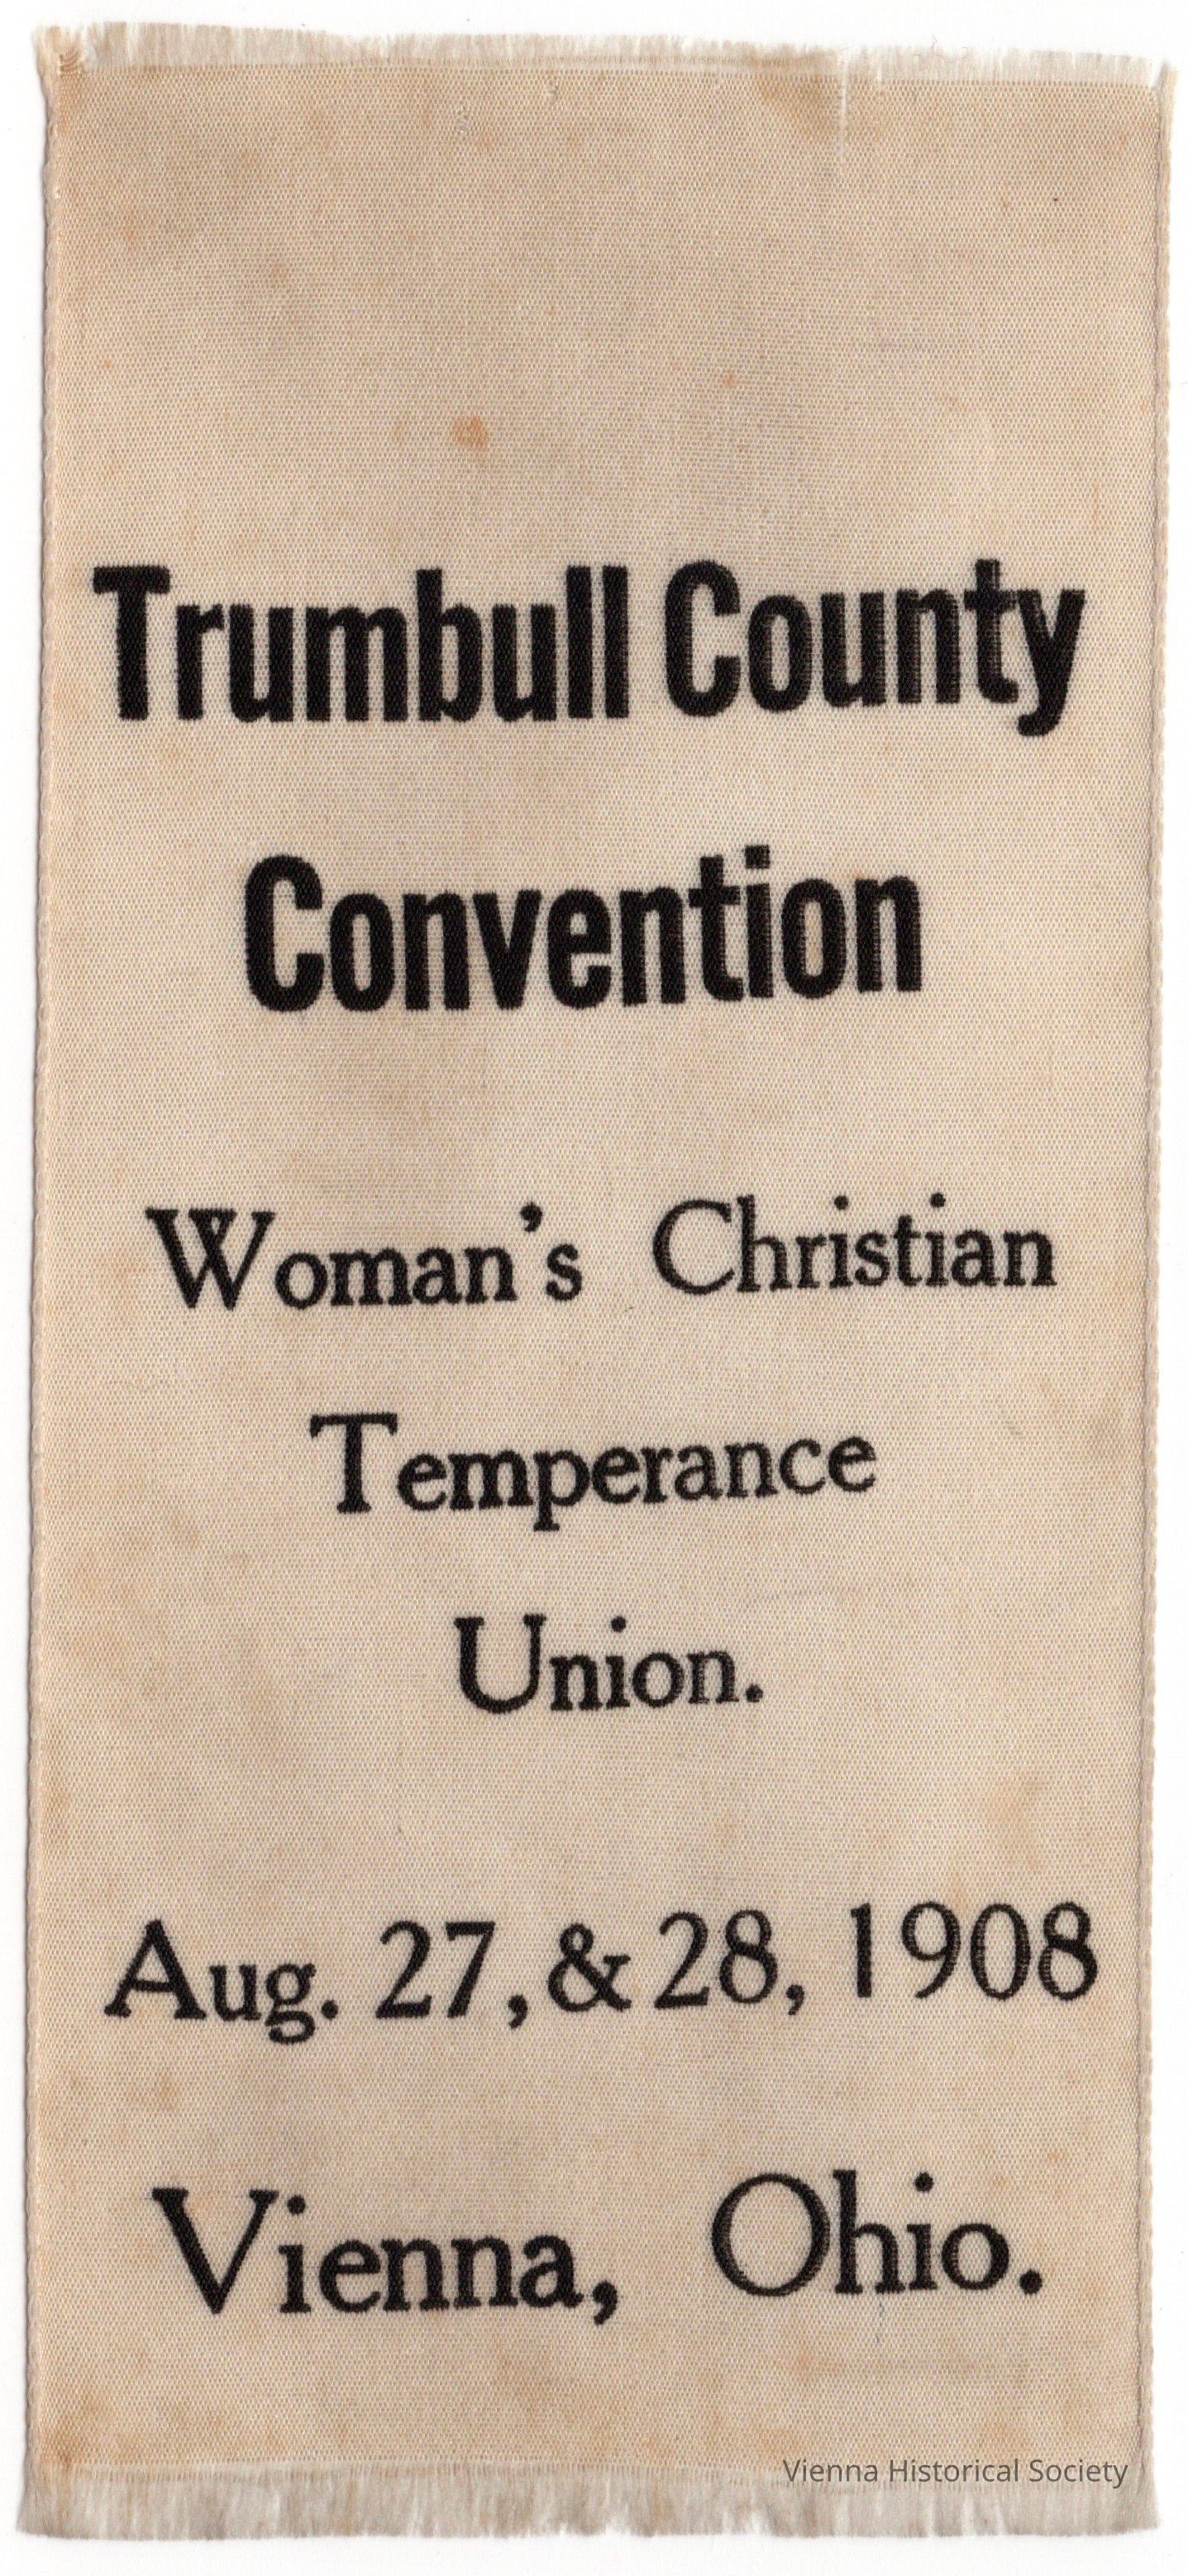 Trumbull County
Convention
Woman's Christian
Temperance
Union.
Aug. 27, & 28, 1908
Vienna, Ohio.
Vienna Historical Society